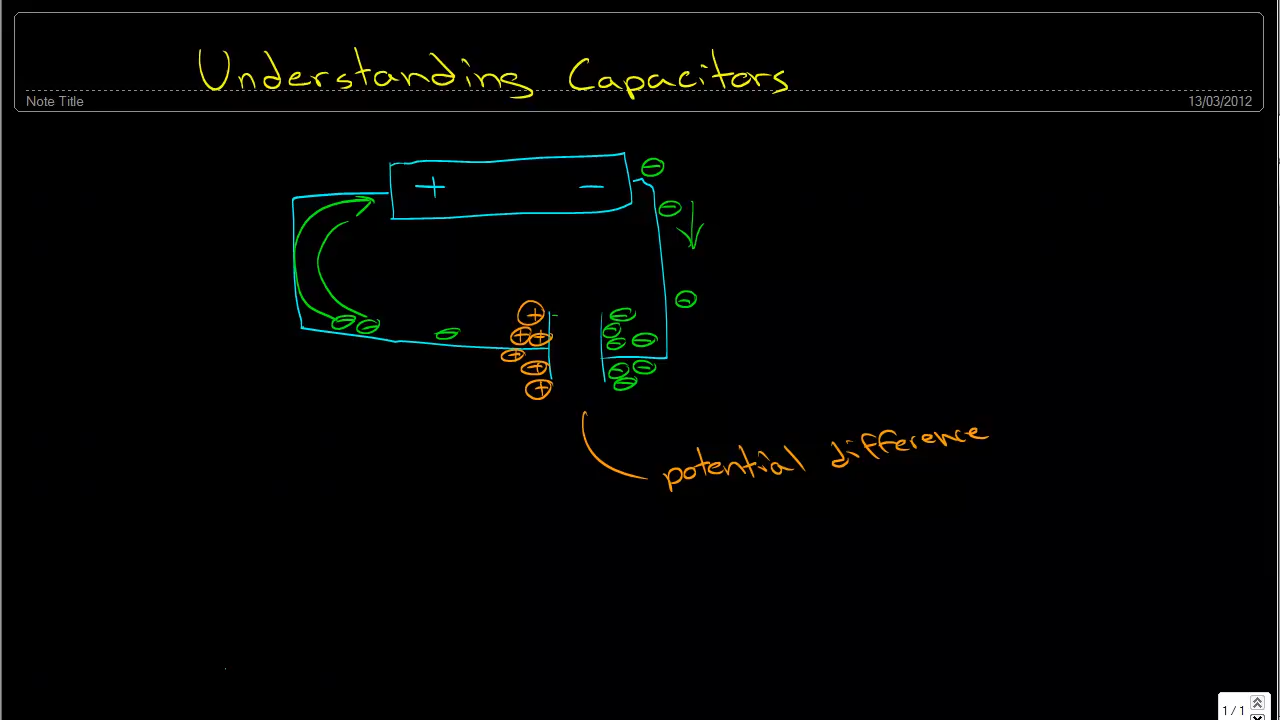 Understanding Capacitors
Note Title
13/03/2012
+ −
potential difference
1 / 1